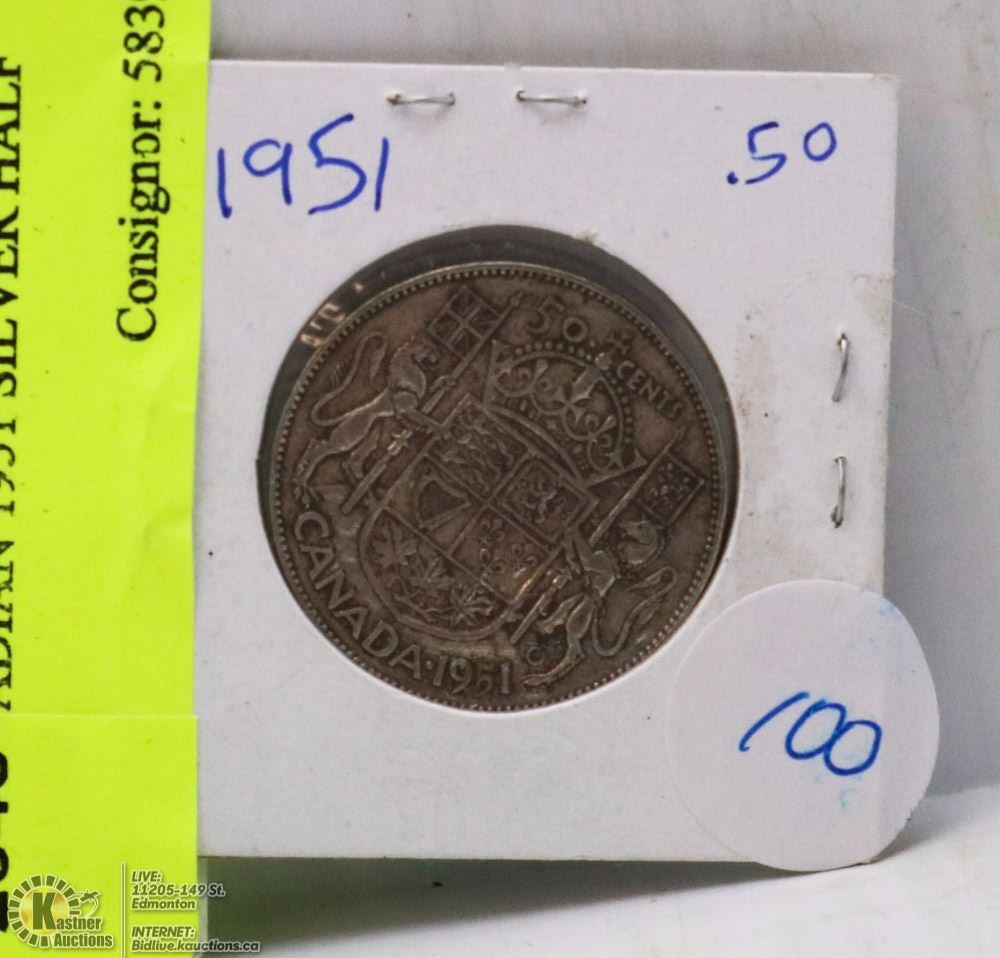 Consignor: 583
1951 SILVER HALF
1951
.50
50.
CENTS
CANADA·1951
100
Kastner
Auctions
LIVE:
11205-149 St.
Edmonton
INTERNET:
Bidlive.kauctions.ca